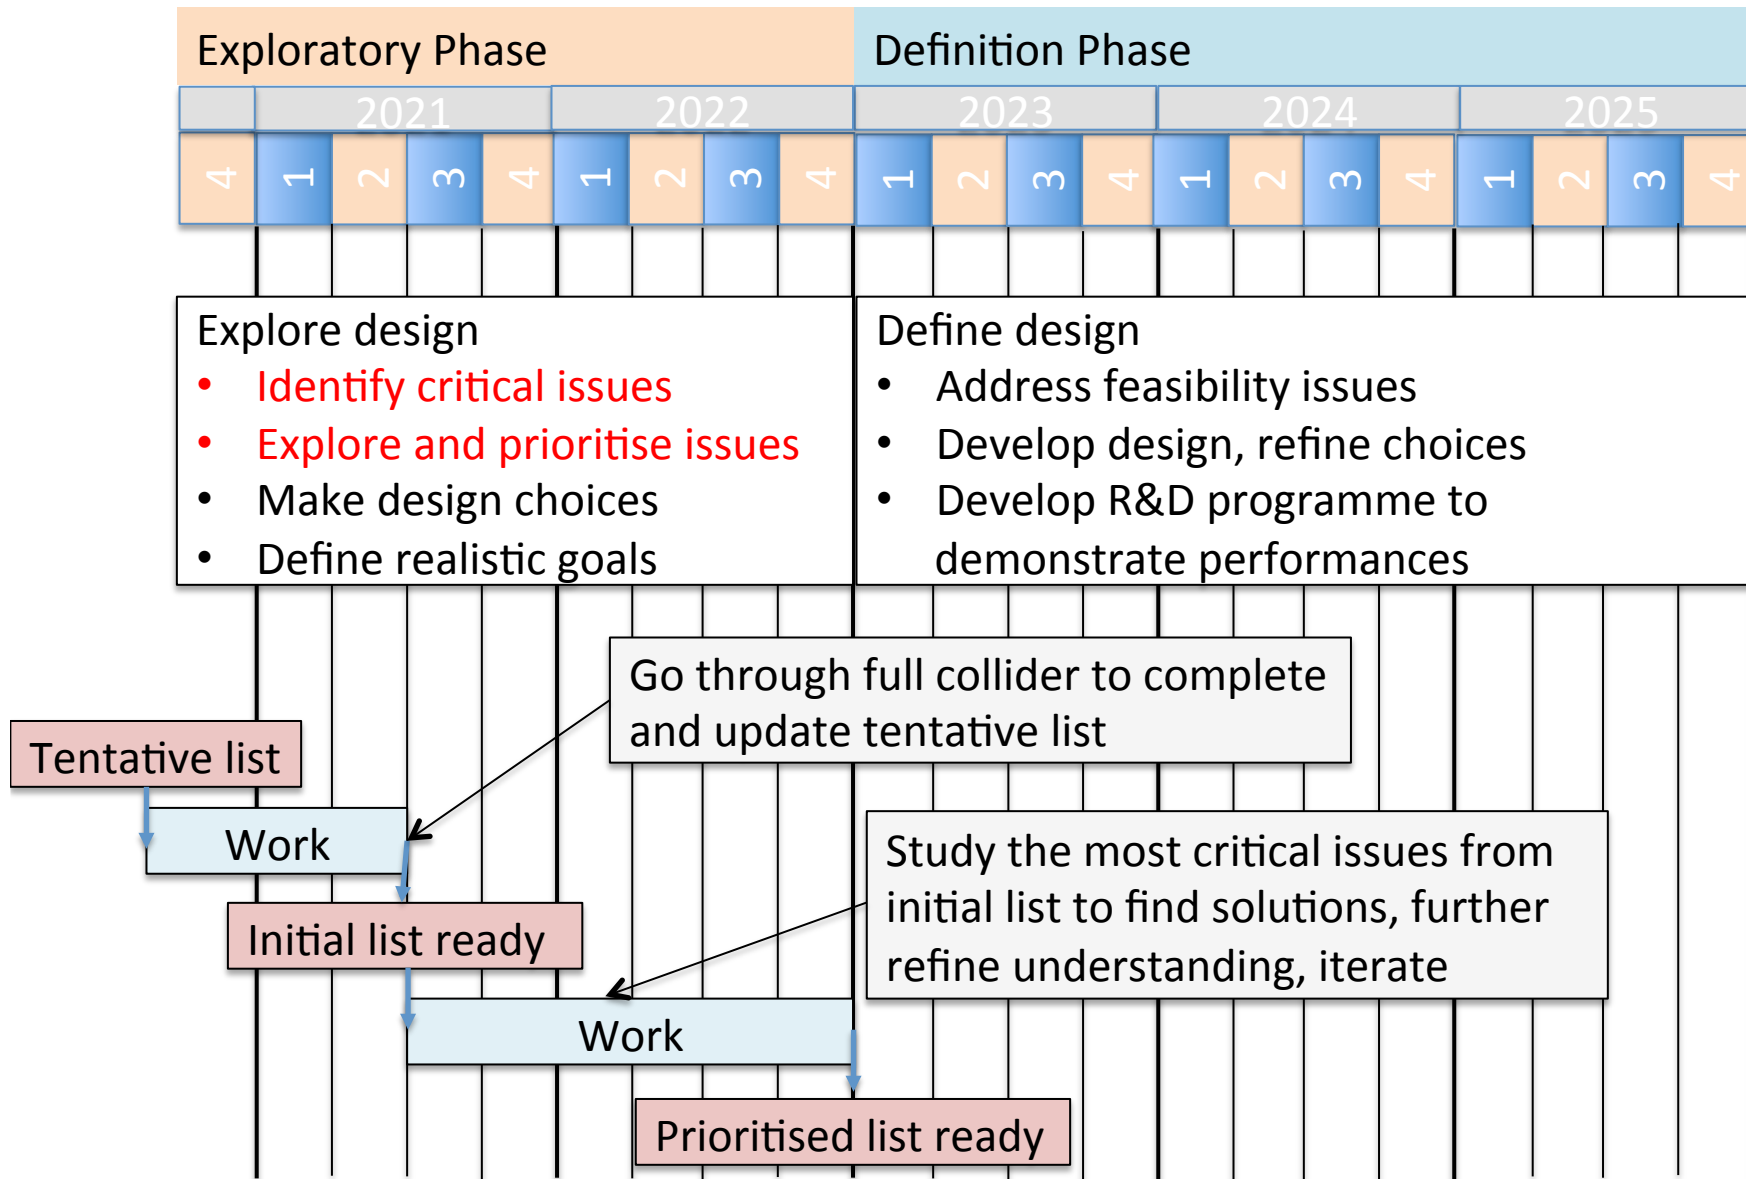 Exploratory Phase
Definition Phase
2021 2022 2023 2024 2025
4 1 2 3 4 1 2 3 4 1 2 3 4 1 2 3 4 1 2 3 4
Explore design
• Identify critical issues
• Explore and prioritise issues
• Make design choices
• Define realistic goals
Define design
• Address feasibility issues
• Develop design, refine choices
• Develop R&D programme to
demonstrate performances
Go through full collider to complete
and update tentative list
Tentative list
Work
Study the most critical issues from
initial list to find solutions, further
refine understanding, iterate
Initial list ready
Work
Prioritised list ready